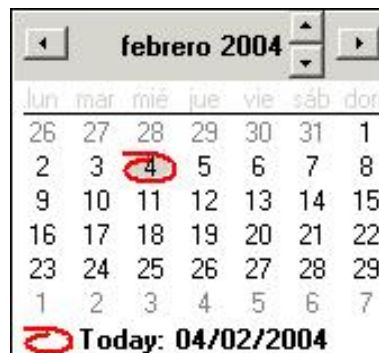 febrero 2004
lun mar mié jue vie sáb dom
26 27 28 29 30 31 1
2 3 4 5 6 7 8
9 10 11 12 13 14 15
16 17 18 19 20 21 22
23 24 25 26 27 28 29
1 2 3 4 5 6 7
Today: 04/02/2004